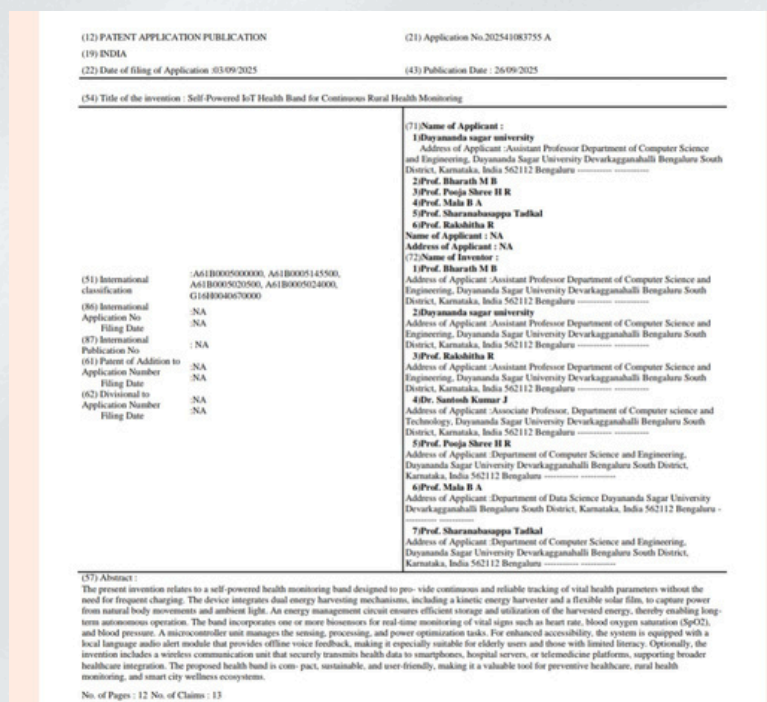 (12) PATENT APPLICATION PUBLICATION
(21) Application No.202541083755 A
(19) INDIA
(22) Date of filing of Application :03/09/2025
(43) Publication Date : 26/09/2025
(54) Title of the invention : Self-Powered IoT Health Band for Continuous Rural Health Monitoring
(51) International
classification
:A61B0005000000, A61B0005145500,
A61B0005020500, A61B0005024000,
G16H0040670000
(86) International
Application No
Filing Date
:NA
:NA
(87) International
Publication No
: NA
(61) Patent of Addition to
Application Number
Filing Date
:NA
:NA
(62) Divisional to
Application Number
Filing Date
:NA
:NA
(71)Name of Applicant :
1)Dayananda sagar university
Address of Applicant :Assistant Professor Department of Computer Science
and Engineering, Dayananda Sagar University Devarkagganahalli Bengaluru South
District, Karnataka, India 562112 Bengaluru ----------- -----------
2)Prof. Bharath M B
3)Prof. Pooja Shree H R
4)Prof. Mala B A
5)Prof. Sharanabasappa Tadkal
6)Prof. Rakshitha R
Name of Applicant : NA
Address of Applicant : NA
(72)Name of Inventor :
1)Prof. Bharath M B
Address of Applicant :Assistant Professor Department of Computer Science and
Engineering, Dayananda Sagar University Devarkagganahalli Bengaluru South
District, Karnataka, India 562112 Bengaluru ----------- -----------
2)Dayananda sagar university
Address of Applicant :Assistant Professor Department of Computer Science and
Engineering, Dayananda Sagar University Devarkagganahalli Bengaluru South
District, Karnataka, India 562112 Bengaluru ----------- -----------
3)Prof. Rakshitha R
Address of Applicant :Assistant Professor Department of Computer Science and
Engineering, Dayananda Sagar University Devarkagganahalli Bengaluru South
District, Karnataka, India 562112 Bengaluru ----------- -----------
4)Dr. Santosh Kumar J
Address of Applicant :Associate Professor, Department of Computer science and
Technology, Dayananda Sagar University Devarkagganahalli Bengaluru South
District, Karnataka, India 562112 Bengaluru ----------- -----------
5)Prof. Pooja Shree H R
Address of Applicant :Department of Computer Science and Engineering,
Dayananda Sagar University Devarkagganahalli Bengaluru South District,
Karnataka, India 562112 Bengaluru ----------- -----------
6)Prof. Mala B A
Address of Applicant :Department of Data Science Dayananda Sagar University
Devarkagganahalli Bengaluru South District, Karnataka, India 562112 Bengaluru -
---------- -----------
7)Prof. Sharanabasappa Tadkal
Address of Applicant :Department of Computer Science and Engineering,
Dayananda Sagar University Devarkagganahalli Bengaluru South District,
Karnataka, India 562112 Bengaluru ----------- -----------
(57) Abstract :
The present invention relates to a self-powered health monitoring band designed to pro- vide continuous and reliable tracking of vital health parameters without the
need for frequent charging. The device integrates dual energy harvesting mechanisms, including a kinetic energy harvester and a flexible solar film, to capture power
from natural body movements and ambient light. An energy management circuit ensures efficient storage and utilization of the harvested energy, thereby enabling long-
term autonomous operation. The band incorporates one or more biosensors for real-time monitoring of vital signs such as heart rate, blood oxygen saturation (SpO2),
and blood pressure. A microcontroller unit manages the sensing, processing, and power optimization tasks. For enhanced accessibility, the system is equipped with a
local language audio alert module that provides offline voice feedback, making it especially suitable for elderly users and those with limited literacy. Optionally, the
invention includes a wireless communication unit that securely transmits health data to smartphones, hospital servers, or telemedicine platforms, supporting broader
healthcare integration. The proposed health band is com- pact, sustainable, and user-friendly, making it a valuable tool for preventive healthcare, rural health
monitoring, and smart city wellness ecosystems.
No. of Pages : 12 No. of Claims : 13